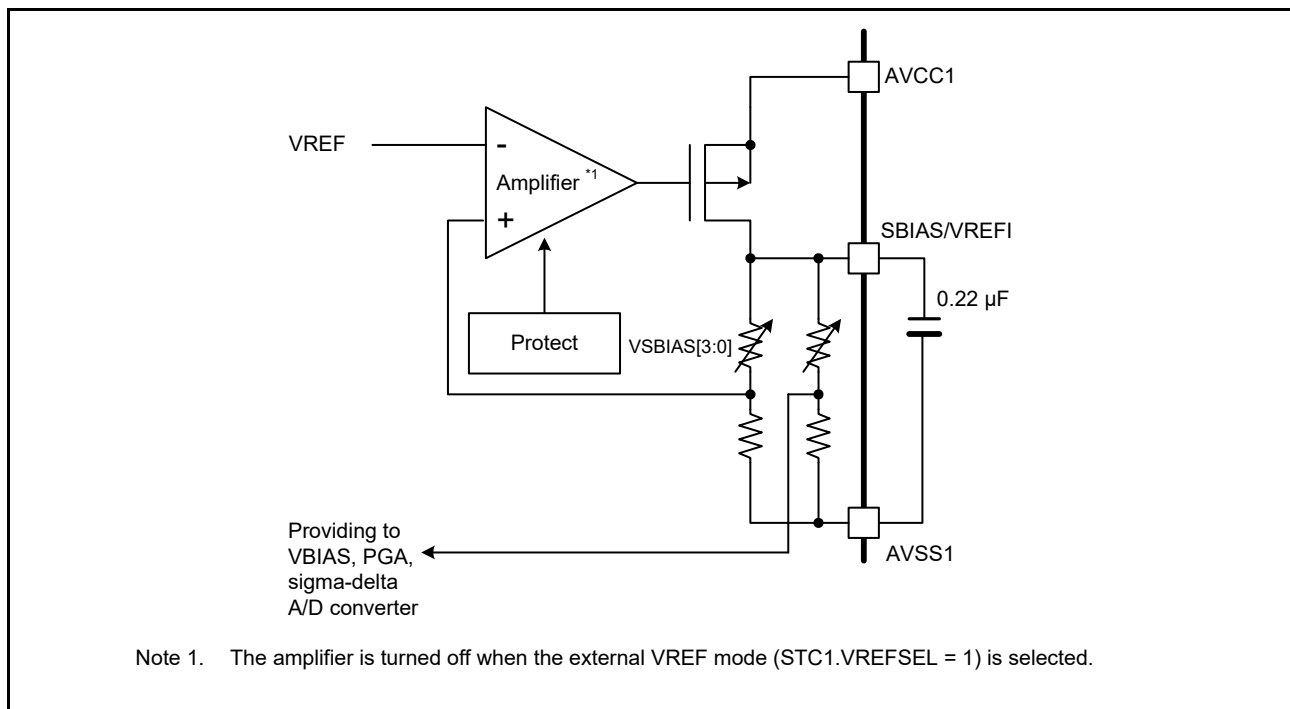 AVCC1
VREF
-
Amplifier *1
+
SBIAS/VREFI
0.22 µF
Protect
VSBIAS[3:0]
Providing to
VBIAS, PGA,
sigma-delta
A/D converter
AVSS1
Note 1. The amplifier is turned off when the external VREF mode (STC1.VREFSEL = 1) is selected.